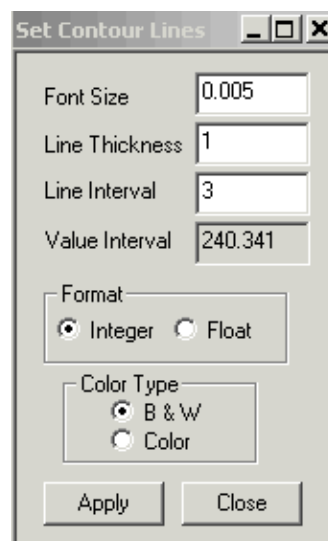 Set Contour Lines
Font Size 0.005
Line Thickness 1
Line Interval 3
Value Interval 240.341
Format
Integer Float
Color Type
B & W
Color
Apply Close